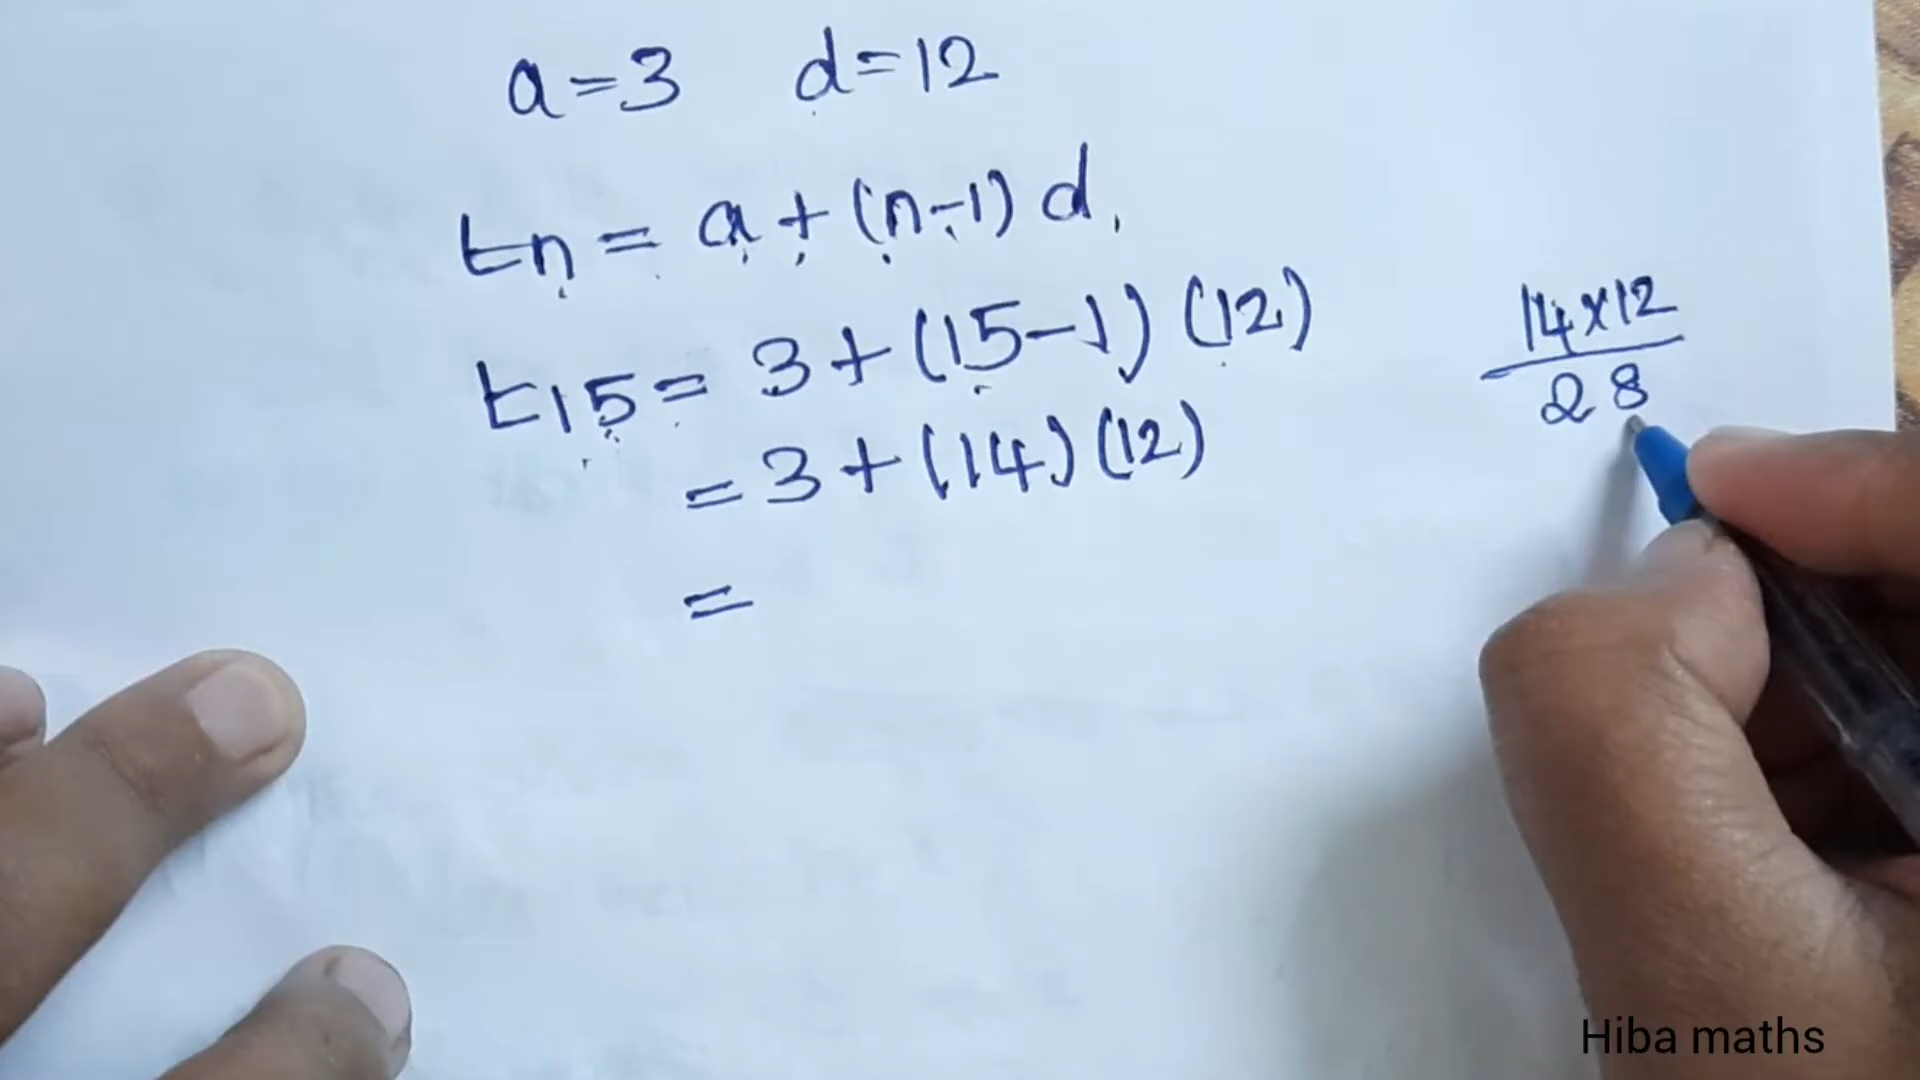 a=3 d=12
tn = a + (n-1) d,
t15 = 3 + (15-1) (12)
= 3 + (14) (12)
=
14x12
28
Hiba maths